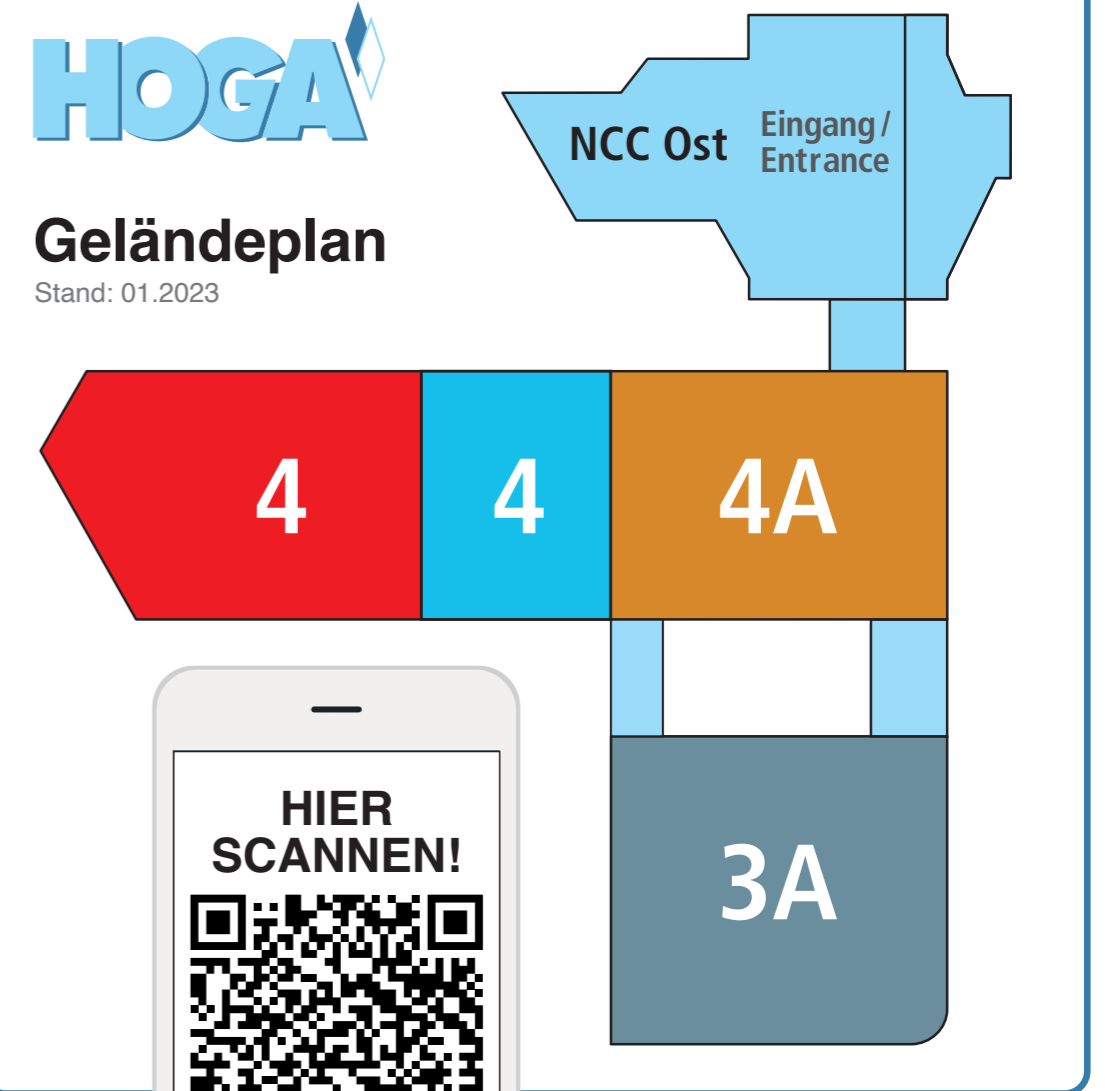 HOGA
NCC Ost
Eingang /
Entrance
Geländeplan
Stand: 01.2023
4
4
4A
HIER
SCANNEN!
3A